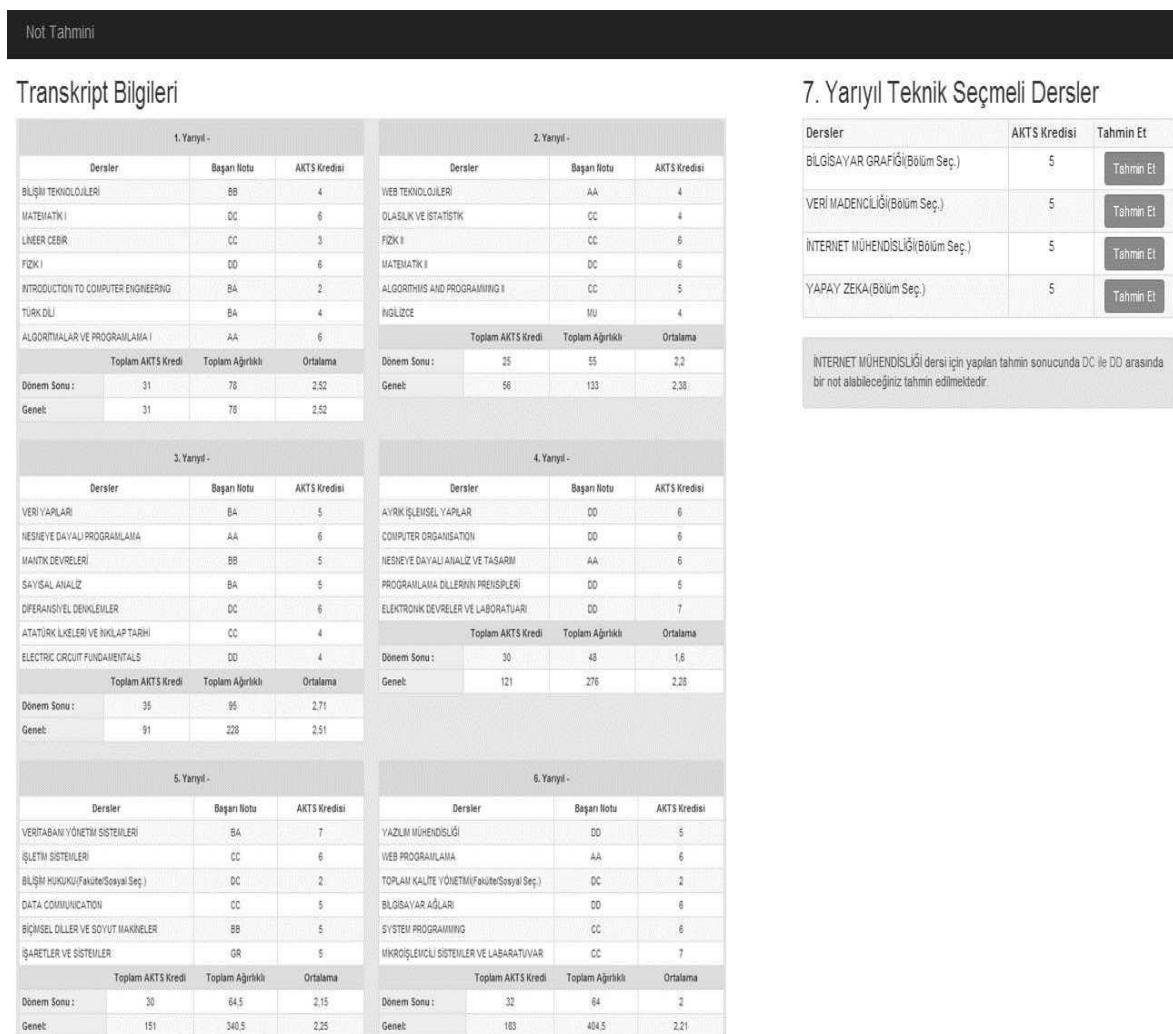 Not Tahmini
Transkript Bilgileri
1. Yarıyıl -
Dersler Başarı Notu AKTS Kredisi
BİLİŞİM TEKNOLOJİLERİ BB 4
MATEMATİK I DC 6
LİNEER CEBİR CC 3
FİZİK I DD 6
INTRODUCTION TO COMPUTER ENGINEERING BA 2
TÜRK DİLİ BA 4
ALGORİTMALAR VE PROGRAMLAMA I AA 6
Toplam AKTS Kredi Toplam Ağırlıklı Ortalama
Dönem Sonu : 31 78 2,52
Genel: 31 78 2,52
2. Yarıyıl -
Dersler Başarı Notu AKTS Kredisi
WEB TEKNOLOJİLERİ AA 4
OLASILIK VE İSTATİSTİK CC 4
FİZİK II CC 6
MATEMATİK II DC 6
ALGORITHMS AND PROGRAMMING II CC 5
İNGİLİZCE MU 4
Toplam AKTS Kredi Toplam Ağırlıklı Ortalama
Dönem Sonu : 25 55 2,2
Genel: 56 133 2,38
3. Yarıyıl -
Dersler Başarı Notu AKTS Kredisi
VERİ YAPILARI BA 5
NESNEYE DAYALI PROGRAMLAMA AA 6
MANTIK DEVRELERİ BB 5
SAYISAL ANALİZ BA 5
DİFERANSİYEL DENKLEMLER DC 6
ATATÜRK İLKELERİ VE İNKİLAP TARİHİ CC 4
ELECTRIC CIRCUIT FUNDAMENTALS DD 4
Toplam AKTS Kredi Toplam Ağırlıklı Ortalama
Dönem Sonu : 35 95 2,71
Genel: 91 228 2,51
4. Yarıyıl -
Dersler Başarı Notu AKTS Kredisi
AYRIK İŞLEMSEL YAPILAR DD 6
COMPUTER ORGANISATION DD 6
NESNEYE DAYALI ANALİZ VE TASARIM AA 6
PROGRAMLAMA DİLLERİNİN PRENSİPLERİ DD 5
ELEKTRONİK DEVRELER VE LABORATUARI DD 7
Toplam AKTS Kredi Toplam Ağırlıklı Ortalama
Dönem Sonu : 30 48 1,6
Genel: 121 276 2,28
5. Yarıyıl -
Dersler Başarı Notu AKTS Kredisi
VERİTABANI YÖNETİM SİSTEMLERİ BA 7
İŞLETİM SİSTEMLERİ CC 6
BİLİŞİM HUKUKU(Fakülte/Sosyal Seç.) DC 2
DATA COMMUNICATION CC 5
BİÇİMSEL DİLLER VE SOYUT MAKİNELER BB 5
İŞARETLER VE SİSTEMLER GR 5
Toplam AKTS Kredi Toplam Ağırlıklı Ortalama
Dönem Sonu : 30 64,5 2,15
Genel: 151 340,5 2,25
6. Yarıyıl -
Dersler Başarı Notu AKTS Kredisi
YAZILIM MÜHENDİSLİĞİ DD 5
WEB PROGRAMLAMA AA 6
TOPLAM KALİTE YÖNETİMİ(Fakülte/Sosyal Seç.) DC 2
BİLGİSAYAR AĞLARI DD 6
SYSTEM PROGRAMMING CC 6
MİKROİŞLEMCİLİ SİSTEMLER VE LABARATUVAR CC 7
Toplam AKTS Kredi Toplam Ağırlıklı Ortalama
Dönem Sonu : 32 64 2
Genel: 183 404,5 2,21
7. Yarıyıl Teknik Seçmeli Dersler
Dersler AKTS Kredisi Tahmin Et
BİLGİSAYAR GRAFİĞİ(Bölüm Seç.) 5 Tahmin Et
VERİ MADENCİLİĞİ(Bölüm Seç.) 5 Tahmin Et
İNTERNET MÜHENDİSLİĞİ(Bölüm Seç.) 5 Tahmin Et
YAPAY ZEKA(Bölüm Seç.) 5 Tahmin Et
İNTERNET MÜHENDİSLİĞİ dersi için yapılan tahmin sonucunda DC ile DD arasında
bir not alabileceğiniz tahmin edilmektedir.